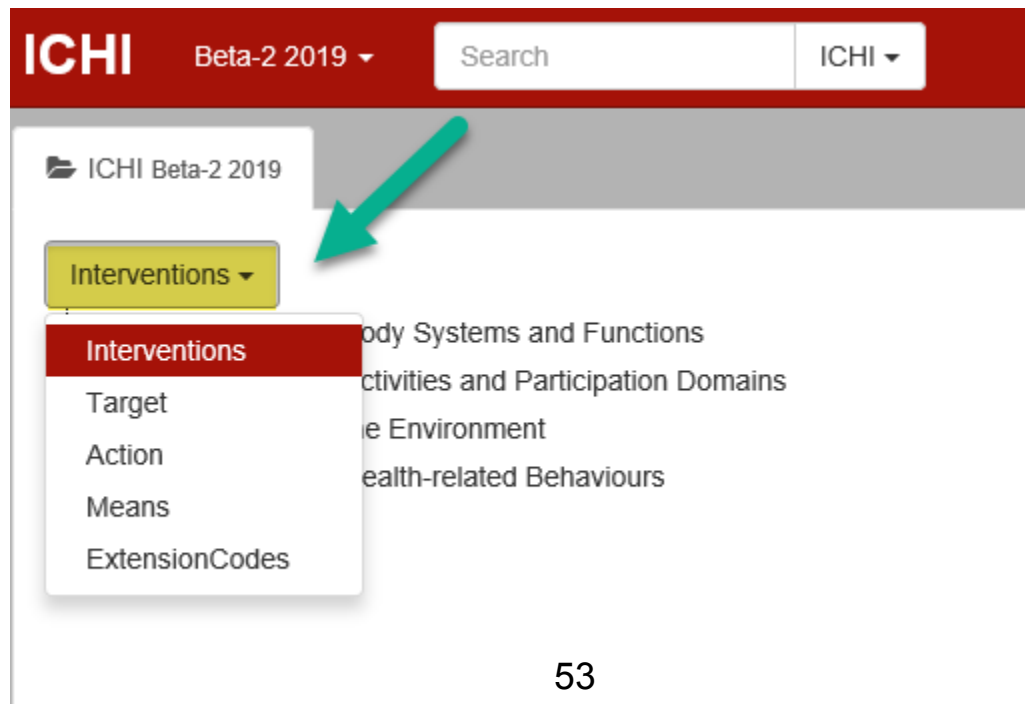 ICHI Beta-2 2019 Search ICHI
ICHI Beta-2 2019
Interventions
Interventions
ody Systems and Functions
ctivities and Participation Domains
Target
e Environment
Action
ealth-related Behaviours
Means
ExtensionCodes
53